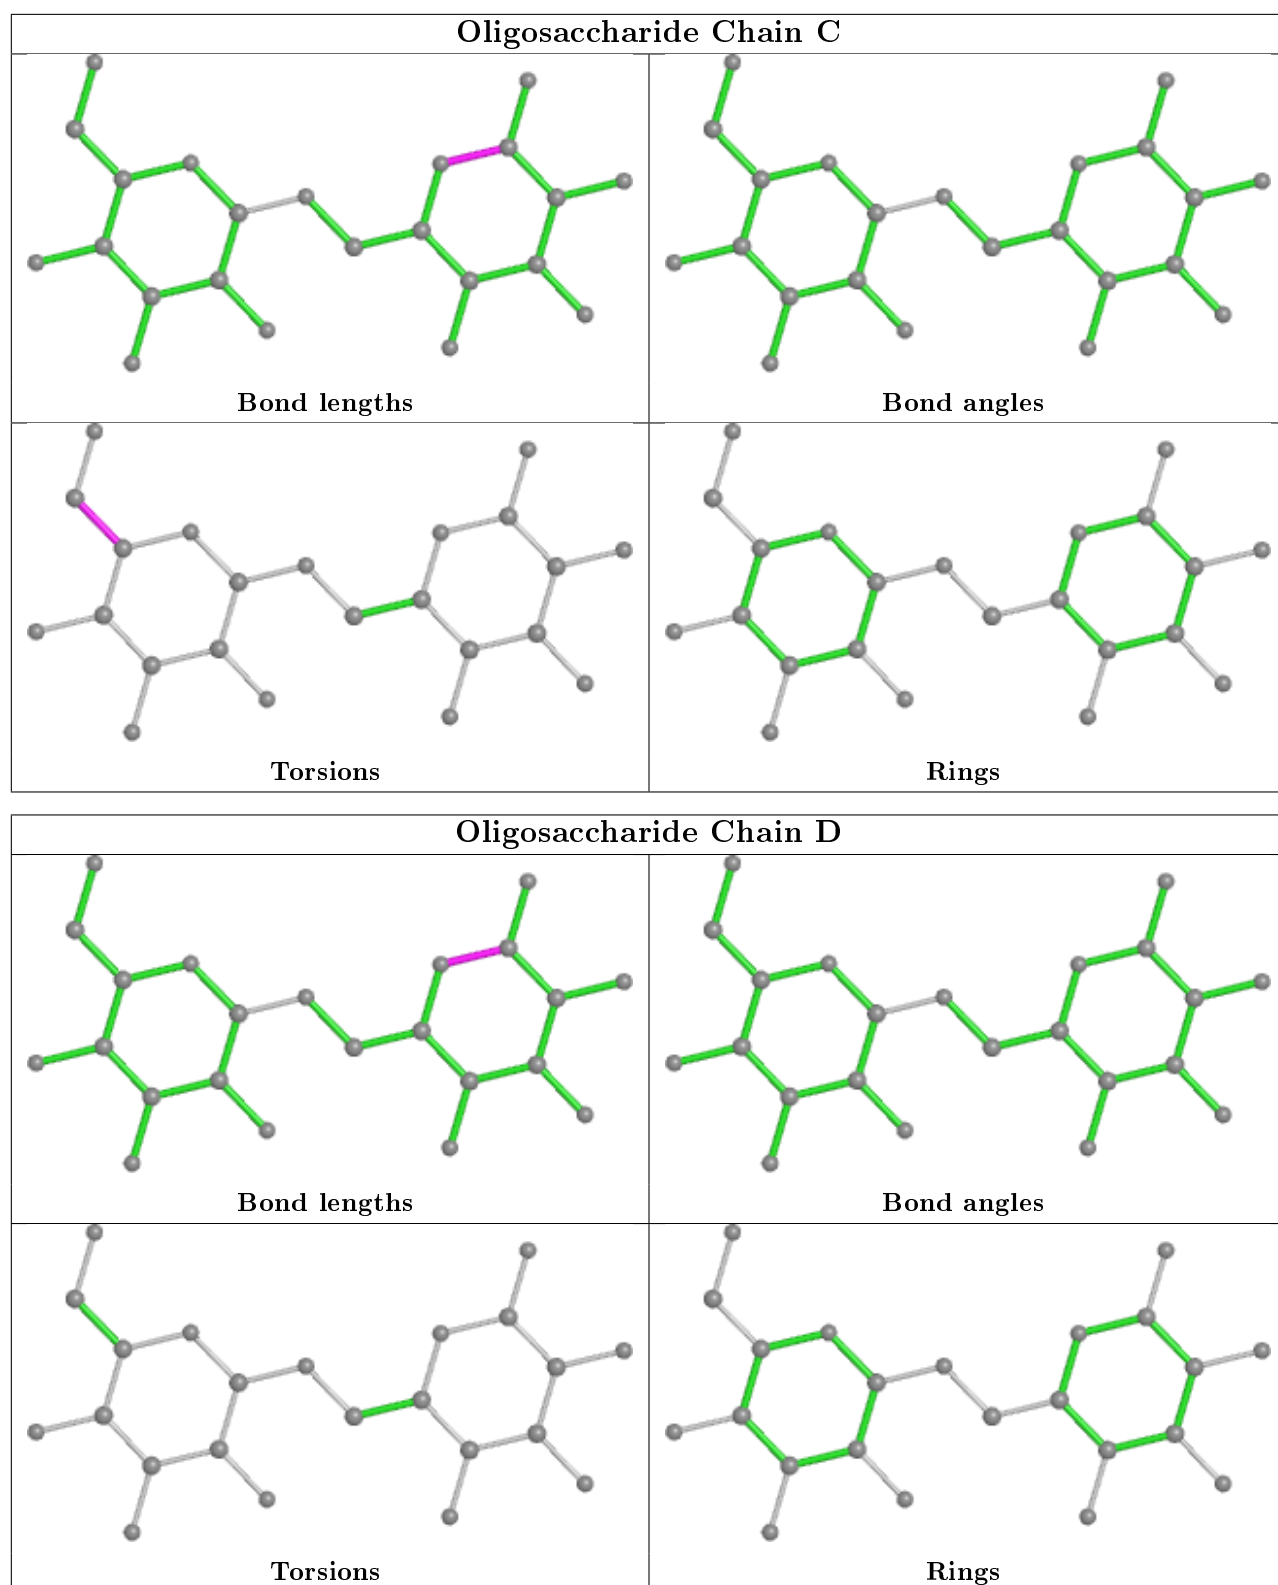 Oligosaccharide Chain C
Bond lengths
Bond angles
Torsions
Rings
Oligosaccharide Chain D
Bond lengths
Bond angles
Torsions
Rings